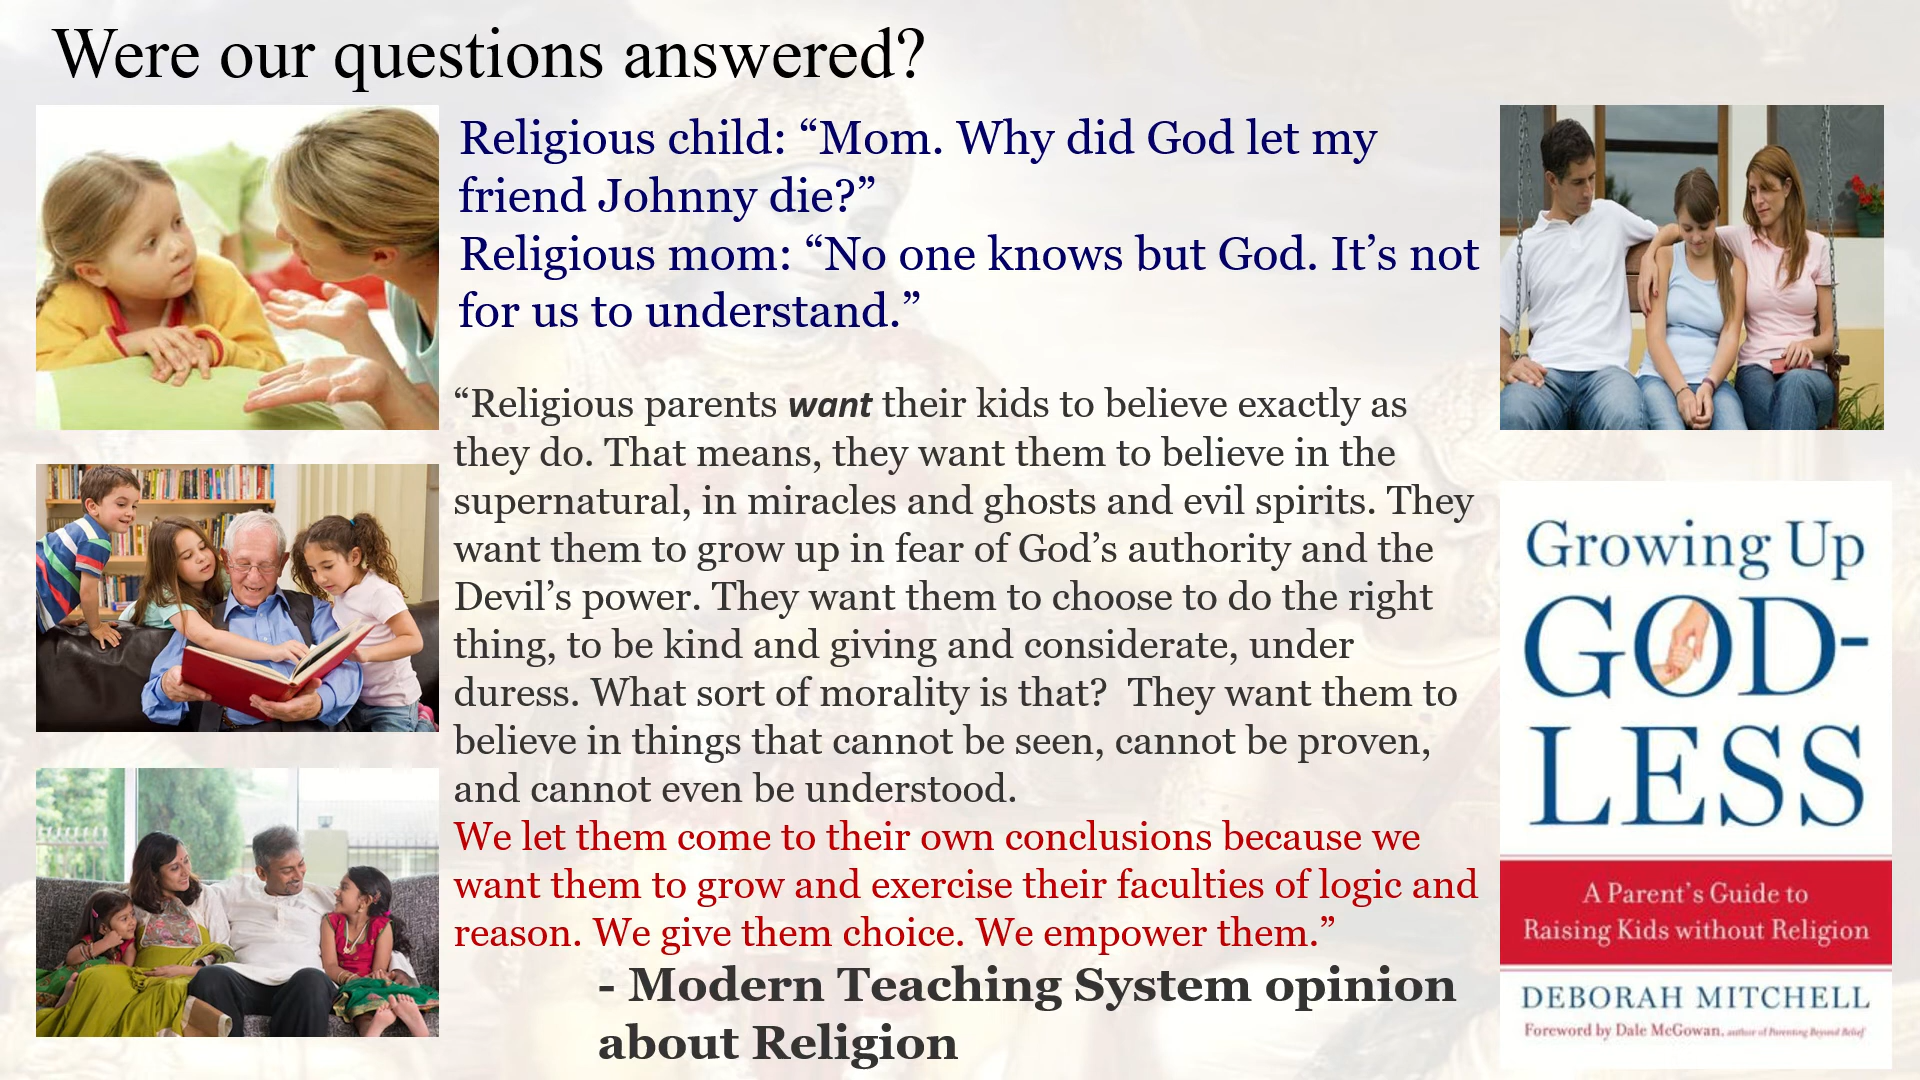 Were our questions answered?
Religious child: “Mom. Why did God let my
friend Johnny die?”
Religious mom: “No one knows but God. It’s not
for us to understand.”
“Religious parents want their kids to believe exactly as
they do. That means, they want them to believe in the
supernatural, in miracles and ghosts and evil spirits. They
want them to grow up in fear of God’s authority and the
Devil’s power. They want them to choose to do the right
thing, to be kind and giving and considerate, under
duress. What sort of morality is that?  They want them to
believe in things that cannot be seen, cannot be proven,
and cannot even be understood.
We let them come to their own conclusions because we
want them to grow and exercise their faculties of logic and
reason. We give them choice. We empower them.”
- Modern Teaching System opinion
about Religion
Growing Up
GOD-
LESS
A Parent’s Guide to
Raising Kids without Religion
DEBORAH MITCHELL
Foreword by Dale McGowan, author of Parenting Beyond Belief